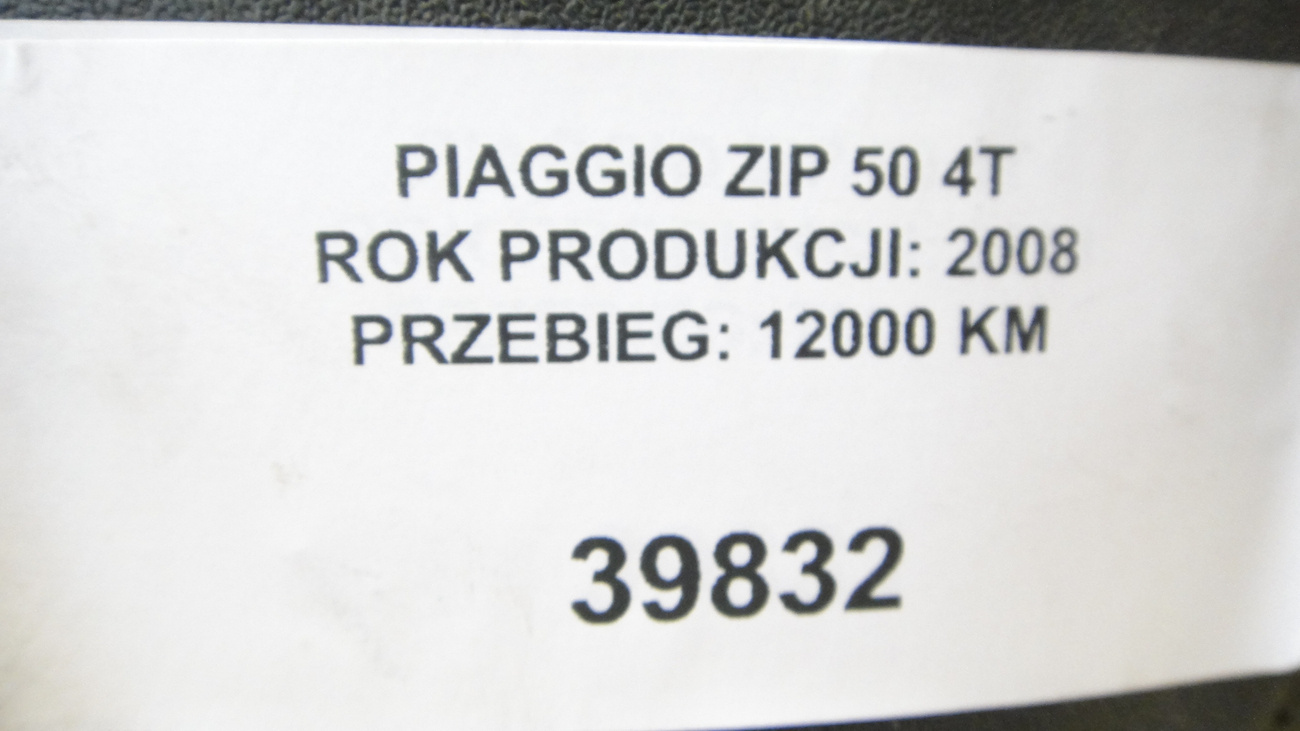 PIAGGIO ZIP 50 4T
ROK PRODUKCJI: 2008
PRZEBIEG: 12000 KM
39832